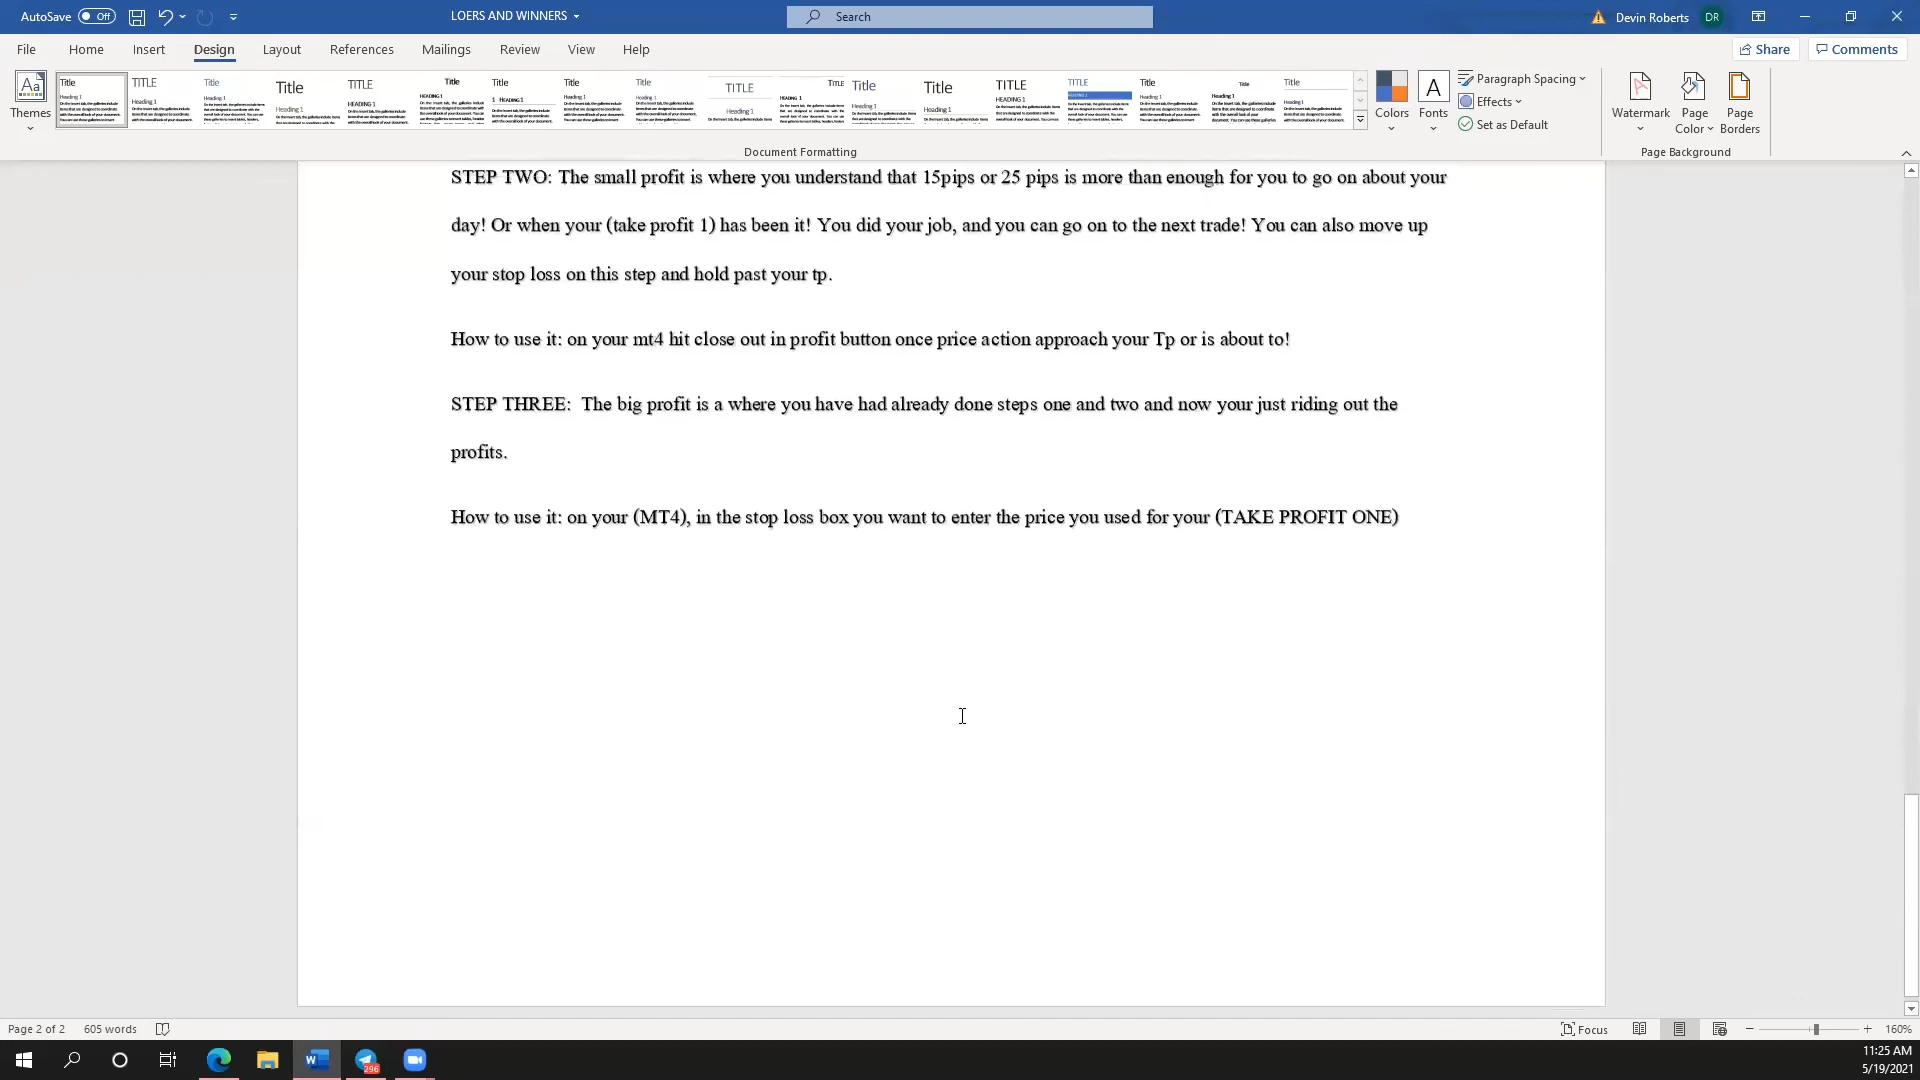 AutoSave Off LOERS AND WINNERS Search Devin Roberts DR
File Home Insert Design Layout References Mailings Review View Help Share Comments
Themes
Colors Fonts
Paragraph Spacing
Effects
Set as Default
Watermark Page Color Page Borders
Document Formatting Page Background
STEP TWO: The small profit is where you understand that 15pips or 25 pips is more than enough for you to go on about your
day! Or when your (take profit 1) has been it! You did your job, and you can go on to the next trade! You can also move up
your stop loss on this step and hold past your tp.
How to use it: on your mt4 hit close out in profit button once price action approach your Tp or is about to!
STEP THREE:  The big profit is a where you have had already done steps one and two and now your just riding out the
profits.
How to use it: on your (MT4), in the stop loss box you want to enter the price you used for your (TAKE PROFIT ONE)
Page 2 of 2 605 words Focus 160%
296
11:25 AM
5/19/2021